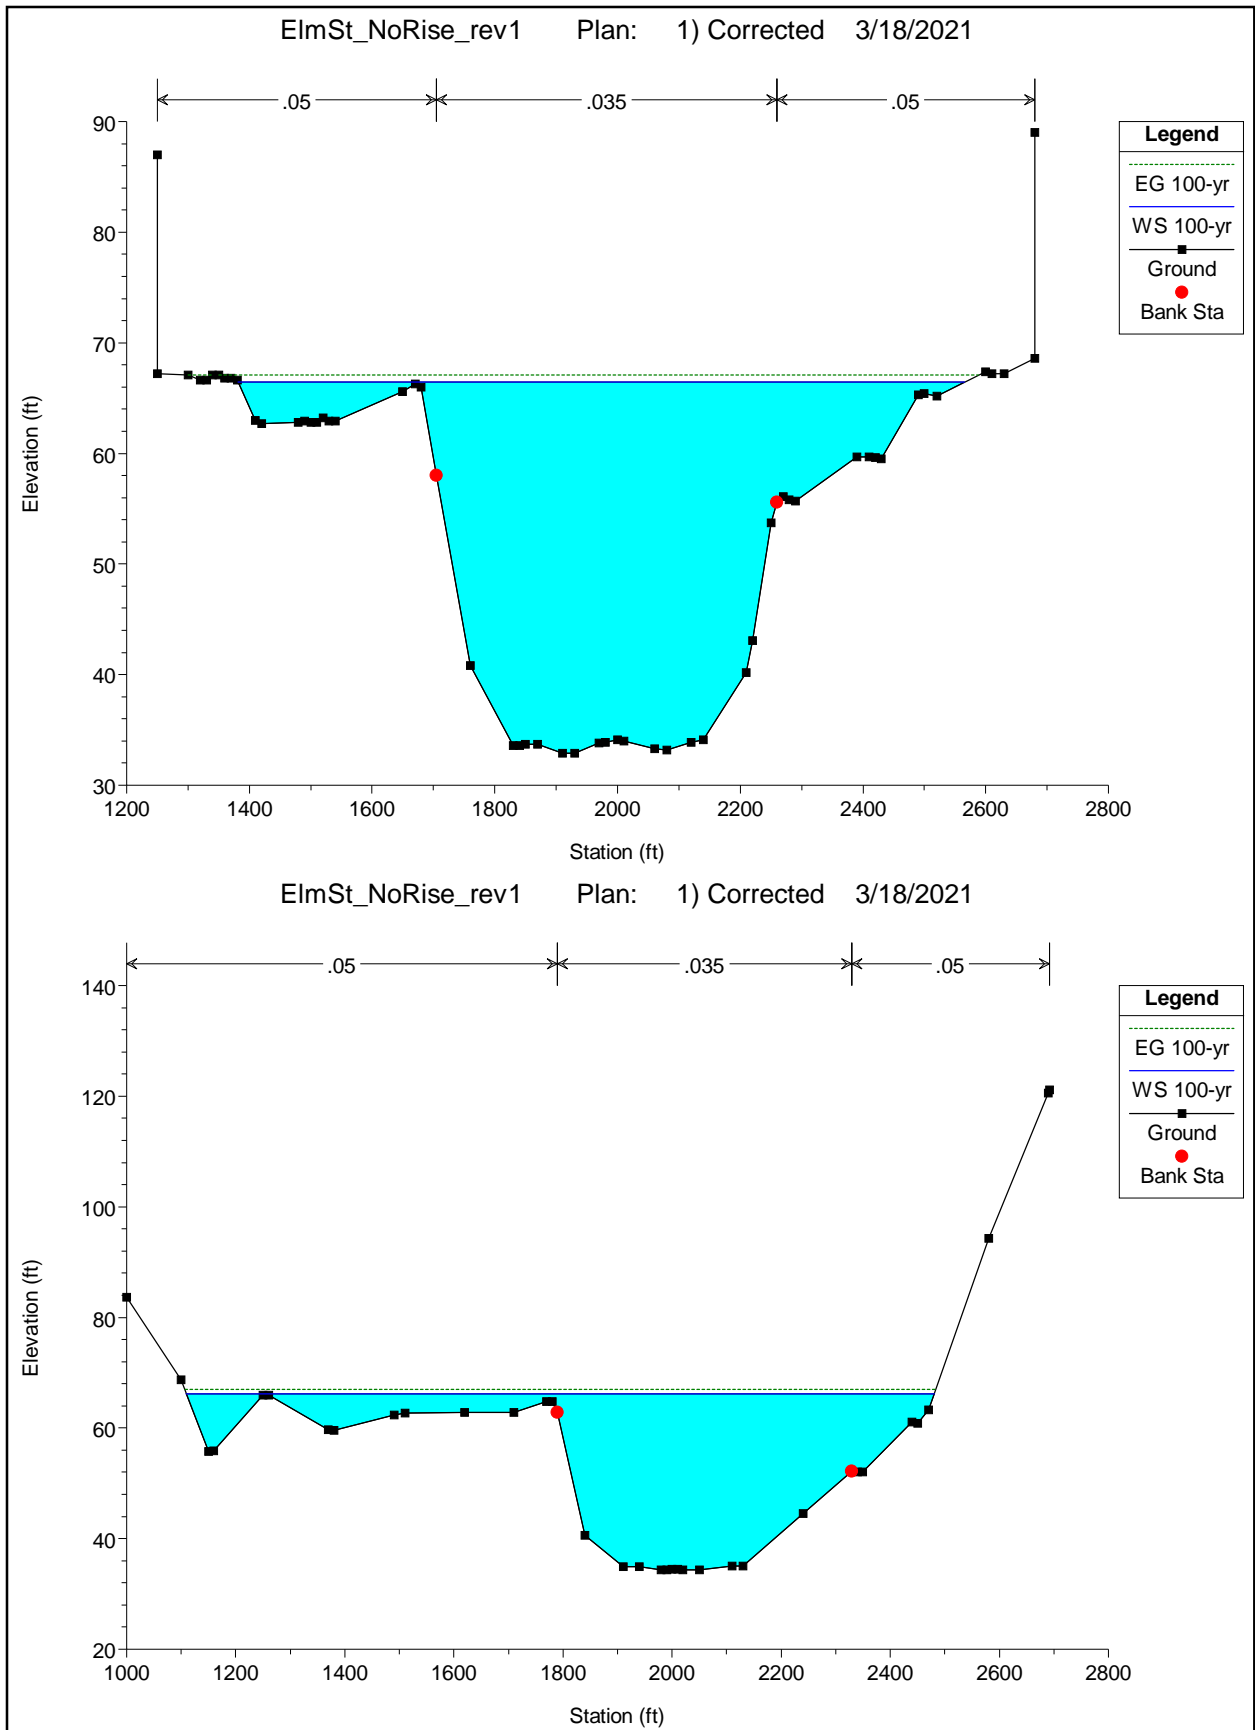 ElmSt_NoRise_rev1 Plan: 1) Corrected 3/18/2021
.05 .035 .05
90
80
70
60
50
40
30
Elevation (ft)
1200 1400 1600 1800 2000 2200 2400 2600 2800
Station (ft)
Legend
EG 100-yr
WS 100-yr
Ground
Bank Sta
ElmSt_NoRise_rev1 Plan: 1) Corrected 3/18/2021
.05 .035 .05
140
120
100
80
60
40
20
Elevation (ft)
1000 1200 1400 1600 1800 2000 2200 2400 2600 2800
Station (ft)
Legend
EG 100-yr
WS 100-yr
Ground
Bank Sta